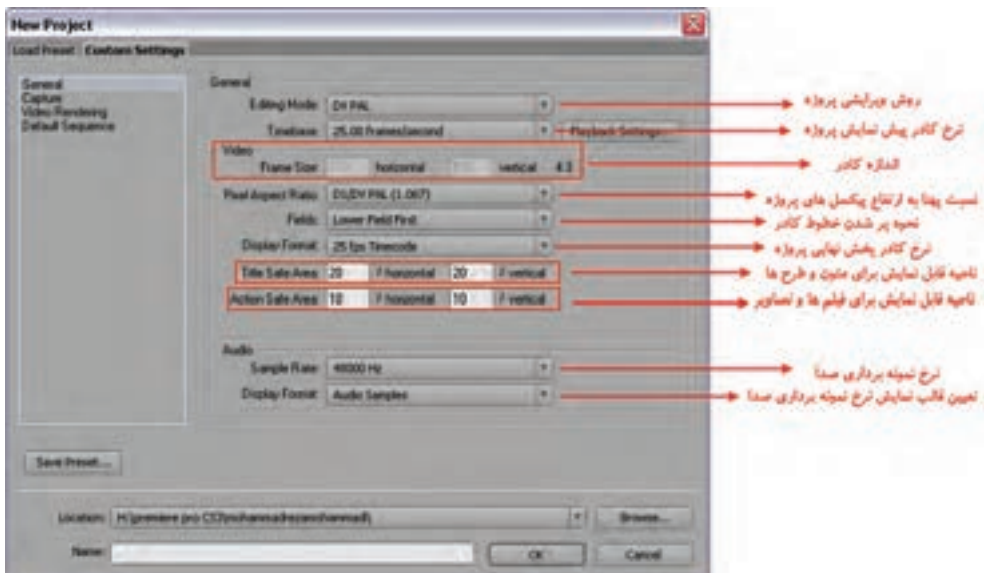 New Project
Load Preset Custom Settings
General
Capture
Video Rendering
Default Sequence
General
Editing Mode: DV PAL
روش ویرایشی پروژه
Timebase: 25.00 frames/second Playback Settings...
نرخ کادر پیش نمایش پروژه
Video
Frame Size: horizontal vertical 4:3
اندازه کادر
Pixel Aspect Ratio: D1/DV PAL (1.067)
نسبت پهنا به ارتفاع پیکسل های پروژه
Fields: Lower Field First
نحوه پر شدن خطوط کادر
Display Format: 25 fps Timecode
نرخ کادر پخش نهایی پروژه
Title Safe Area: 20 % horizontal 20 % vertical
ناحیه قابل نمایش برای متون و طرح ها
Action Safe Area: 10 % horizontal 10 % vertical
ناحیه قابل نمایش برای فیلم ها و تصاویر
Audio
Sample Rate: 48000 Hz
نرخ نمونه برداری صدا
Display Format: Audio Samples
تعیین قالب نمایش نرخ نمونه برداری صدا
Save Preset...
Location: H:\premiere pro CS3\mohammadrezamohammadi\ Browse...
Name: OK Cancel